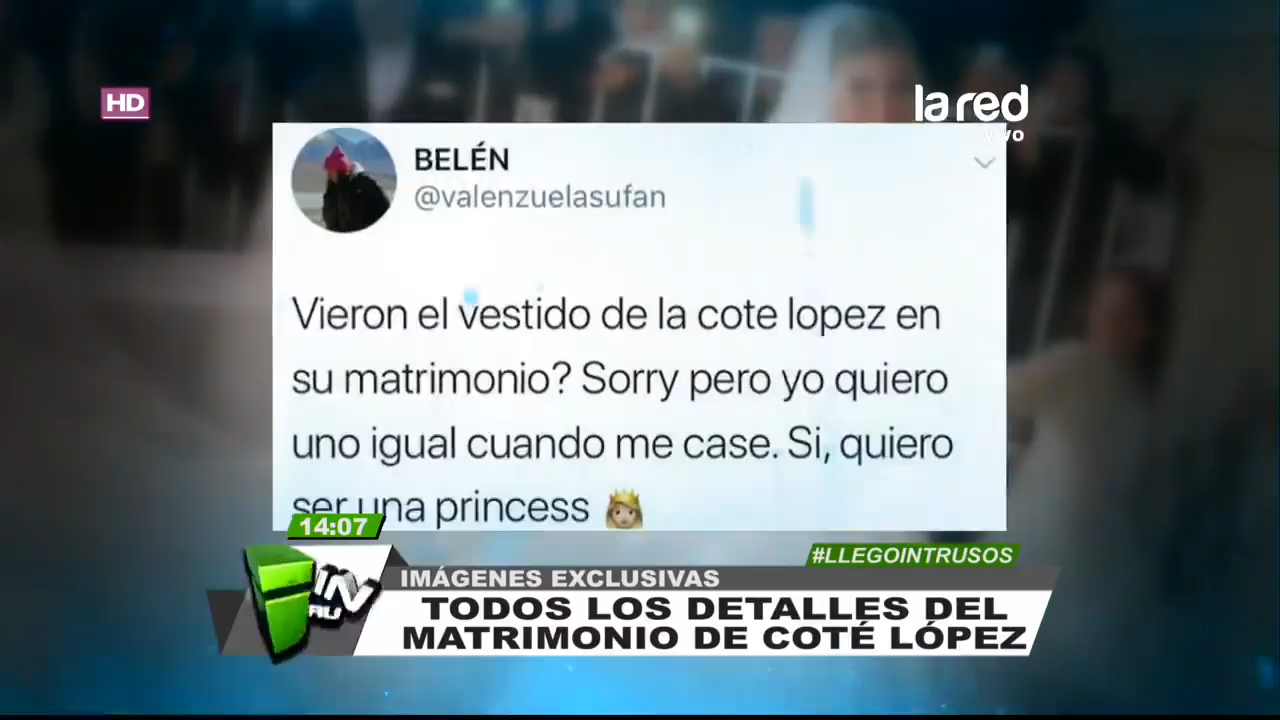 HD
la red
vivo
BELÉN
@valenzuelasufan
Vieron el vestido de la cote lopez en
su matrimonio? Sorry pero yo quiero
uno igual cuando me case. Si, quiero
ser una princess 👸🏼
14:07
#LLEGOINTRUSOS
IMÁGENES EXCLUSIVAS
TODOS LOS DETALLES DEL
MATRIMONIO DE COTÉ LÓPEZ
IN